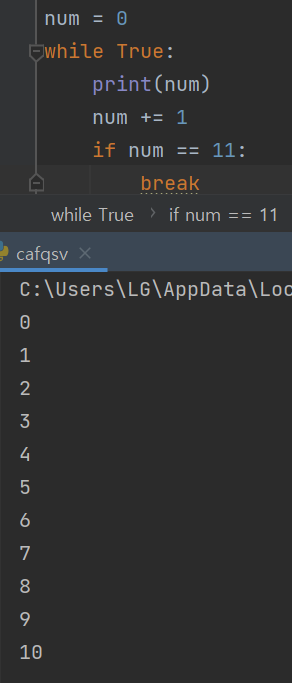 num = 0
while True:
    print(num)
    num += 1
    if num == 11:
        break
while True › if num == 11
cafqsv ×
C:\Users\LG\AppData\Loc
0
1
2
3
4
5
6
7
8
9
10